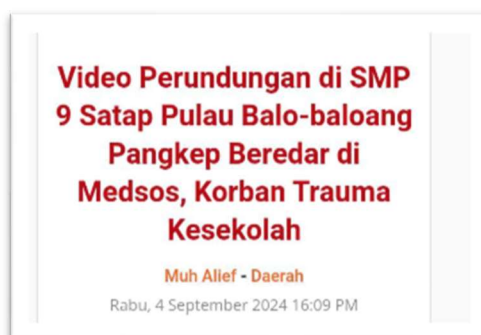 Video Perundungan di SMP
9 Satap Pulau Balo-baloang
Pangkep Beredar di
Medsos, Korban Trauma
Kesekolah
Muh Alief - Daerah
Rabu, 4 September 2024 16:09 PM